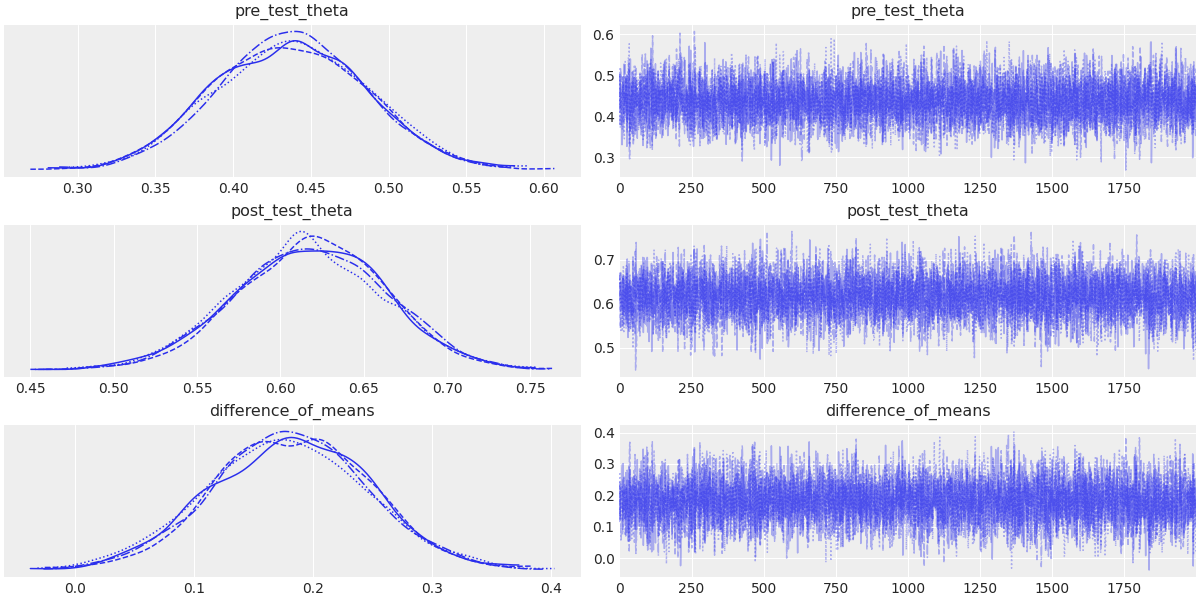 pre_test_theta pre_test_theta
0.6
0.5
0.4
0.3
0.30 0.35 0.40 0.45 0.50 0.55 0.60 0 250 500 750 1000 1250 1500 1750
post_test_theta post_test_theta
0.7
0.6
0.5
0.45 0.50 0.55 0.60 0.65 0.70 0.75 0 250 500 750 1000 1250 1500 1750
difference_of_means difference_of_means
0.4
0.3
0.2
0.1
0.0
0.0 0.1 0.2 0.3 0.4 0 250 500 750 1000 1250 1500 1750